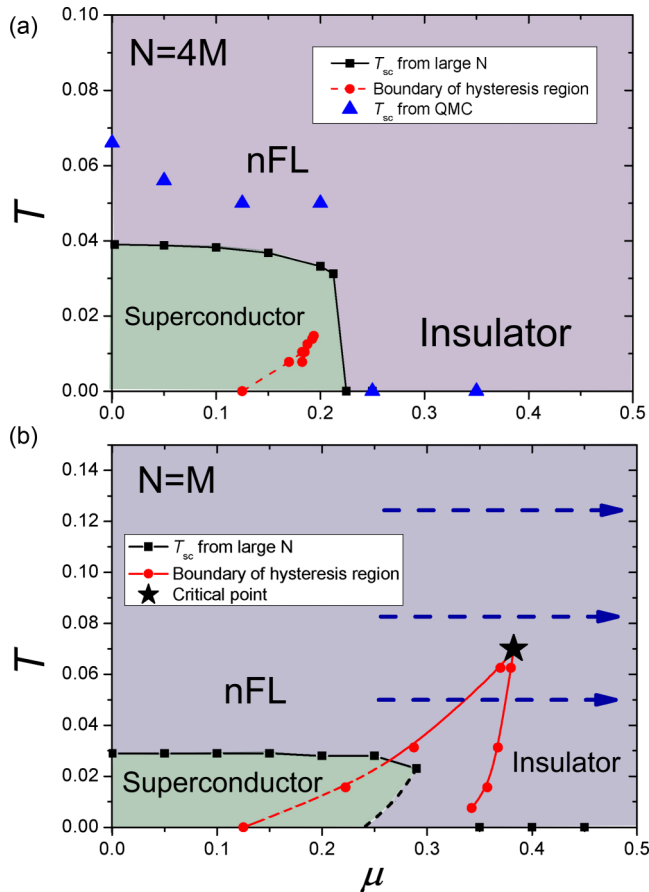 (a)
0.10
N=4M
T_sc from large N
Boundary of hysteresis region
T_sc from QMC
0.08
nFL
0.06
T
0.04
Superconductor
Insulator
0.02
0.00
0.0 0.1 0.2 0.3 0.4 0.5
(b)
0.14
N=M
0.12
T_sc from large N
Boundary of hysteresis region
Critical point
0.10
0.08
T
0.06
nFL
0.04
Superconductor
Insulator
0.02
0.00
0.0 0.1 0.2 0.3 0.4 0.5
μ